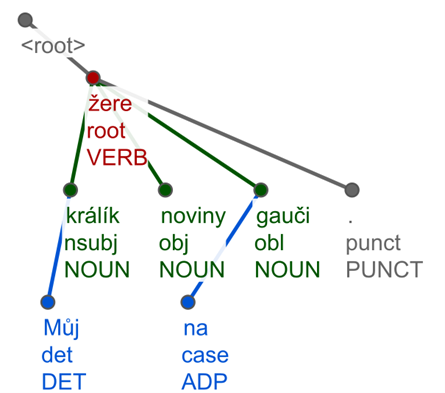 <root>
žere
root
VERB
králík noviny gauči .
nsubj obj obl punct
NOUN NOUN NOUN PUNCT
Můj na
det case
DET ADP